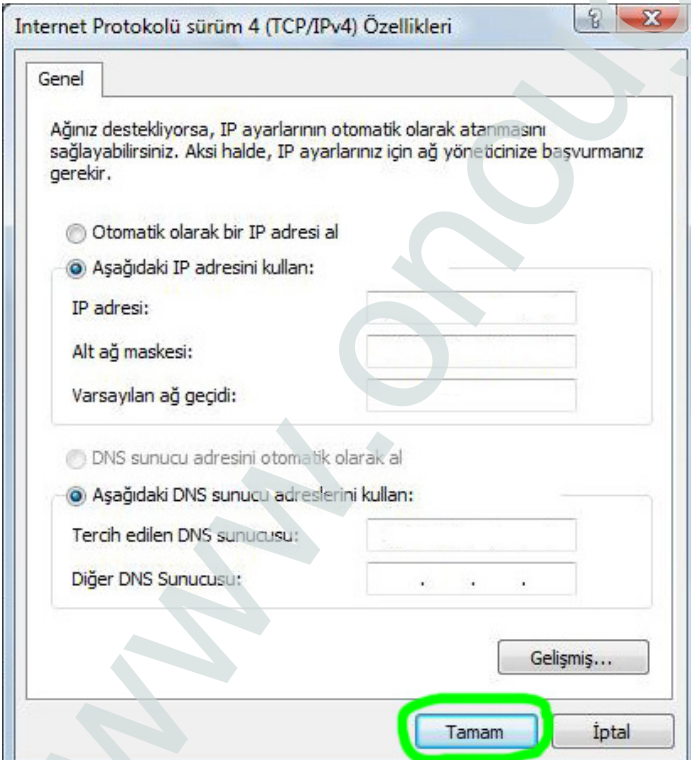 Internet Protokolü sürüm 4 (TCP/IPv4) Özellikleri
Genel
Ağınız destekliyorsa, IP ayarlarının otomatik olarak atanmasını
sağlayabilirsiniz. Aksi halde, IP ayarlarınız için ağ yöneticinize başvurmanız
gerekir.
Otomatik olarak bir IP adresi al
Aşağıdaki IP adresini kullan:
IP adresi:
Alt ağ maskesi:
Varsayılan ağ geçidi:
DNS sunucu adresini otomatik olarak al
Aşağıdaki DNS sunucu adreslerini kullan:
Tercih edilen DNS sunucusu:
Diğer DNS Sunucusu:
. . .
Gelişmiş...
Tamam
İptal